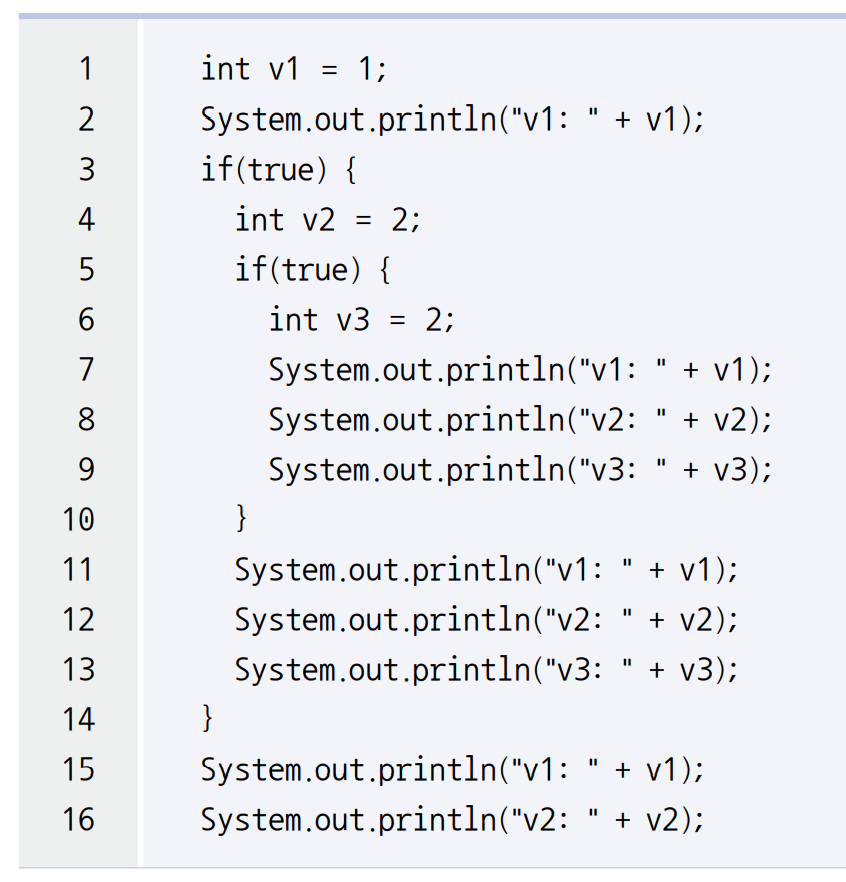 1 int v1 = 1;
2 System.out.println("v1: " + v1);
3 if(true) {
4 int v2 = 2;
5 if(true) {
6 int v3 = 2;
7 System.out.println("v1: " + v1);
8 System.out.println("v2: " + v2);
9 System.out.println("v3: " + v3);
10 }
11 System.out.println("v1: " + v1);
12 System.out.println("v2: " + v2);
13 System.out.println("v3: " + v3);
14 }
15 System.out.println("v1: " + v1);
16 System.out.println("v2: " + v2);